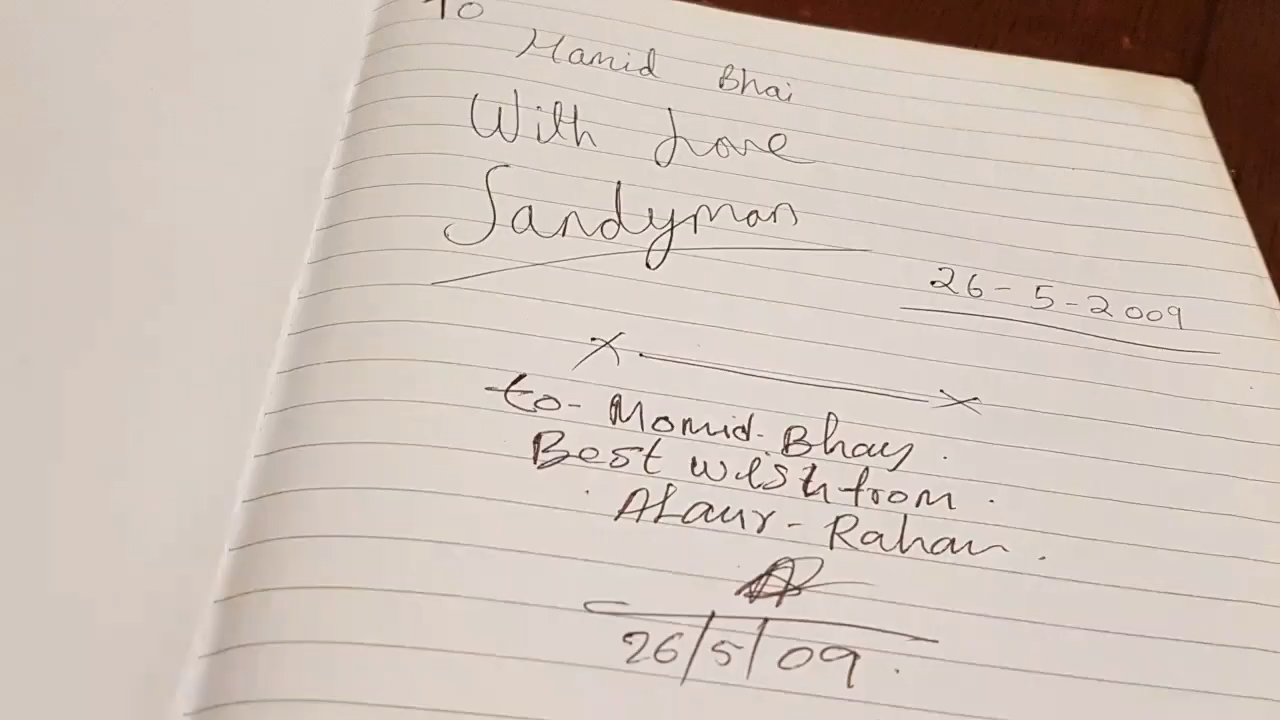 To
Hamid Bhai
With Love
Sandyman
26-5-2009
to- Momid. Bhay.
Best wish from.
Ataur-Rahan.
26/5/09.